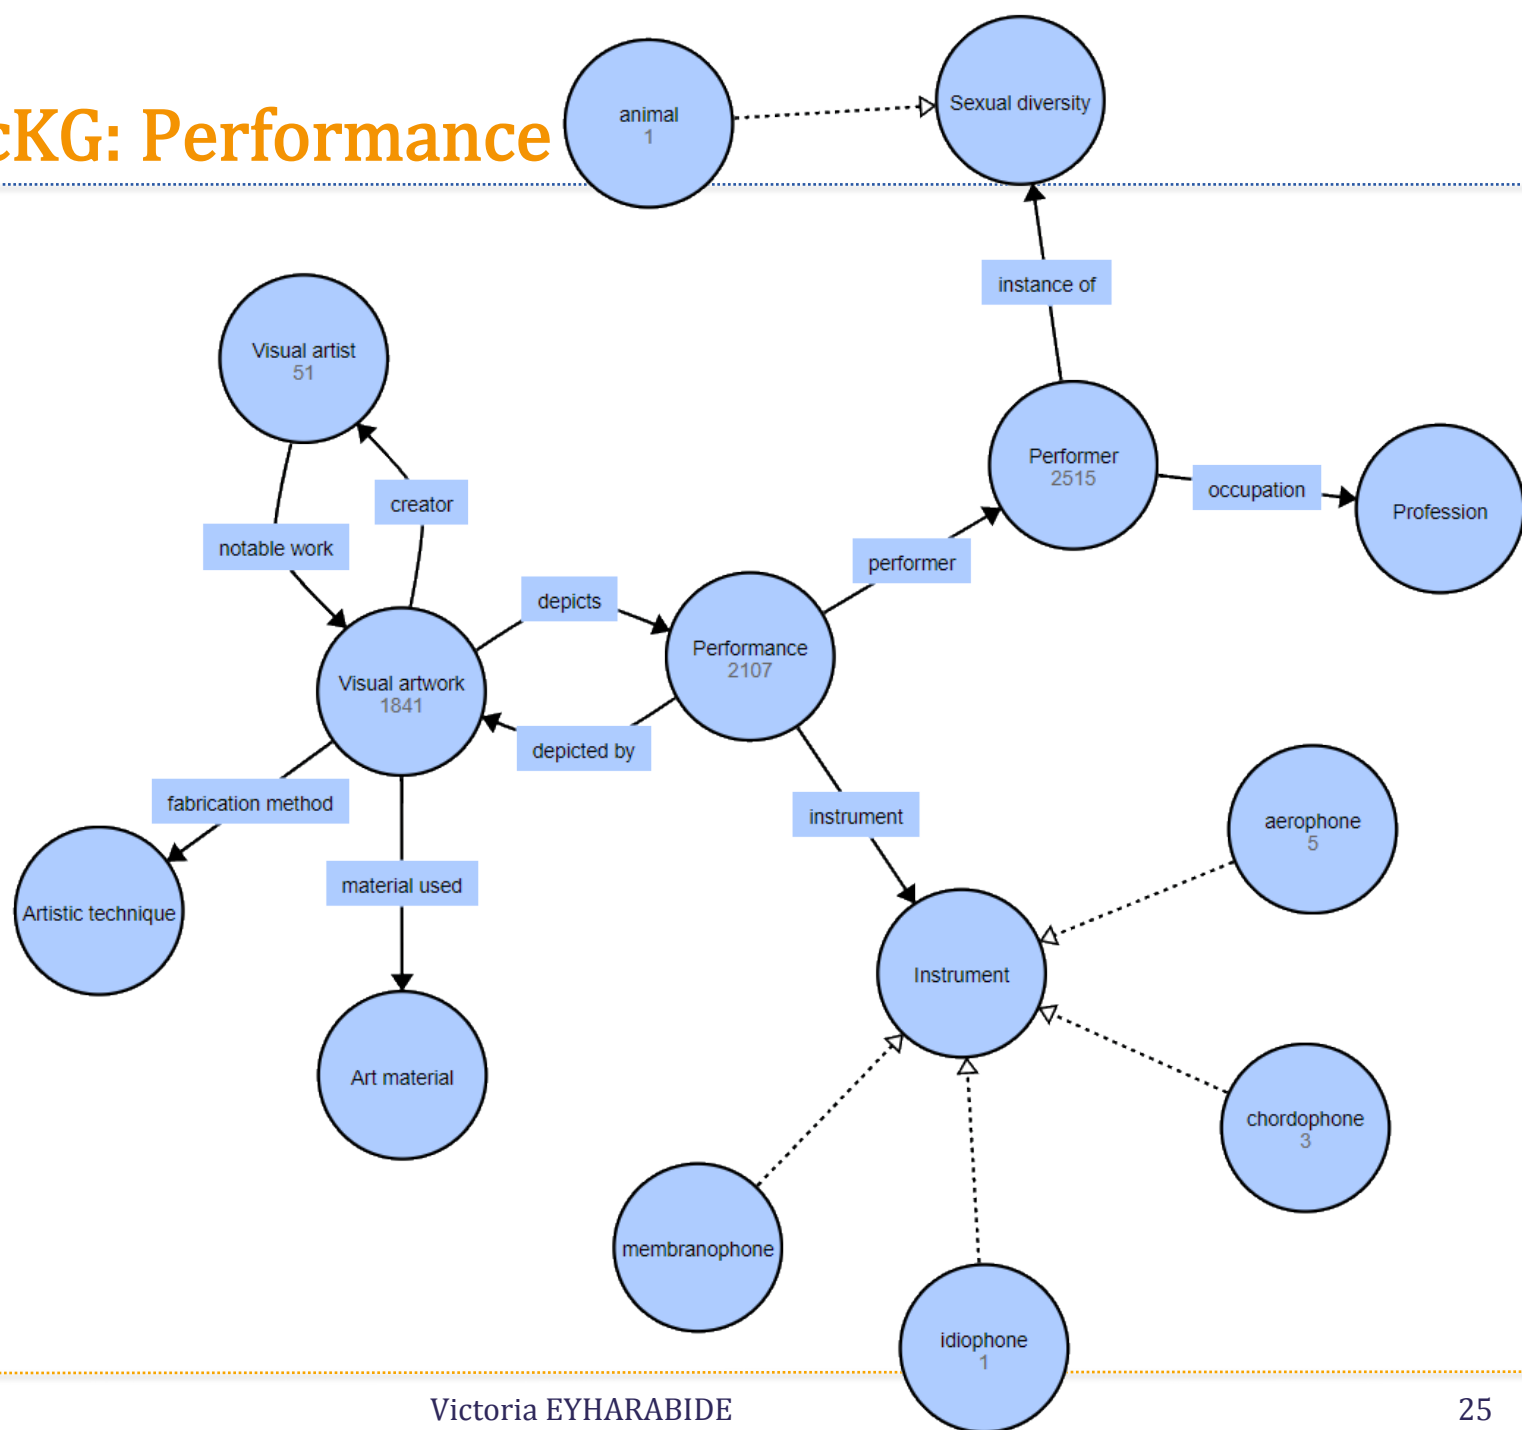 cKG: Performance
animal
1
Sexual diversity
instance of
Visual artist
51
creator
notable work
Performer
2515
occupation
Profession
performer
depicts
Performance
2107
Visual artwork
1841
depicted by
fabrication method
instrument
material used
Artistic technique
Art material
aerophone
5
Instrument
chordophone
3
membranophone
idiophone
1
Victoria EYHARABIDE
25